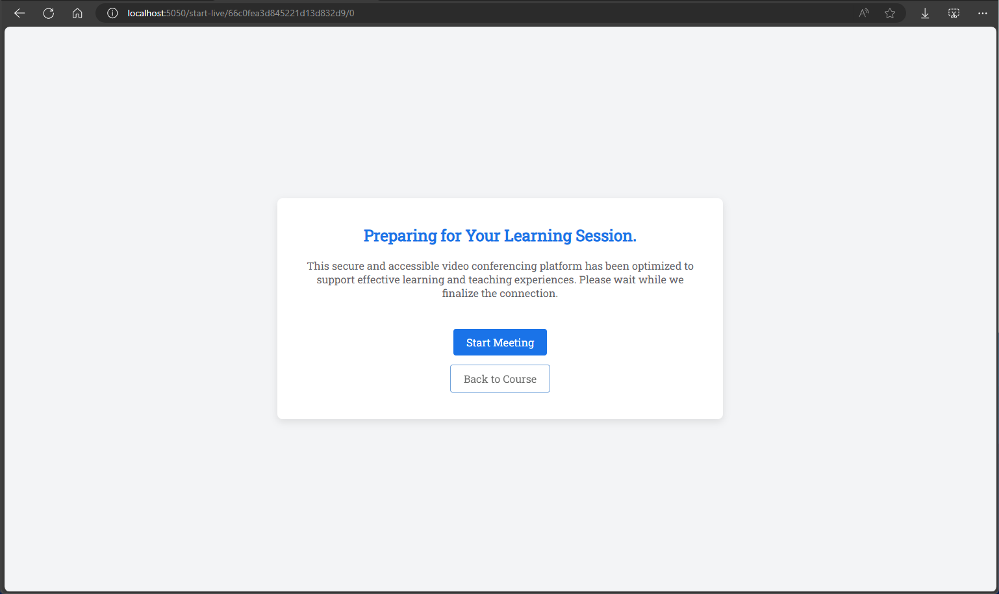 localhost:5050/start-live/66c0fea3d845221d13d832d9/0
Preparing for Your Learning Session.
This secure and accessible video conferencing platform has been optimized to
support effective learning and teaching experiences. Please wait while we
finalize the connection.
Start Meeting
Back to Course